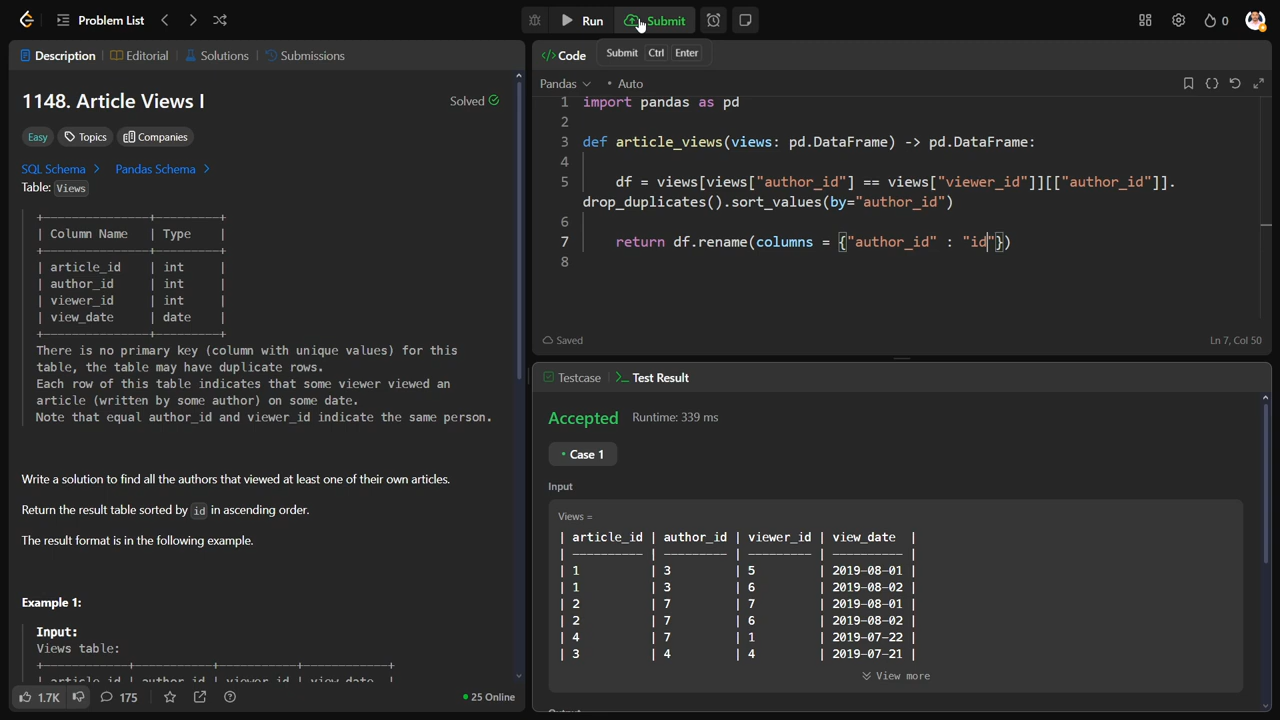 Problem List
Run
Submit
0
Description
Editorial
Solutions
Submissions
Code
Submit Ctrl Enter
1148. Article Views I
Solved
Easy
Topics
Companies
SQL Schema >
Pandas Schema >
Table: Views
| Column Name | Type |
| article_id | int |
| author_id | int |
| viewer_id | int |
| view_date | date |
There is no primary key (column with unique values) for this
table, the table may have duplicate rows.
Each row of this table indicates that some viewer viewed an
article (written by some author) on some date.
Note that equal author_id and viewer_id indicate the same person.
Write a solution to find all the authors that viewed at least one of their own articles.
Return the result table sorted by id in ascending order.
The result format is in the following example.
Example 1:
Input:
Views table:
| article_id | author_id | viewer_id | view_date |
1.7K
175
25 Online
Pandas
• Auto
1 import pandas as pd
2
3 def article_views(views: pd.DataFrame) -> pd.DataFrame:
4
5 df = views[views["author_id"] == views["viewer_id"]][["author_id"]].
drop_duplicates().sort_values(by="author_id")
6
7 return df.rename(columns = {"author_id" : "id"})
8
Saved
Ln 7, Col 50
Testcase
>_ Test Result
Accepted
Runtime: 339 ms
• Case 1
Input
Views =
| article_id | author_id | viewer_id | view_date |
| 1 | 3 | 5 | 2019-08-01 |
| 1 | 3 | 6 | 2019-08-02 |
| 2 | 7 | 7 | 2019-08-01 |
| 2 | 7 | 6 | 2019-08-02 |
| 4 | 7 | 1 | 2019-07-22 |
| 3 | 4 | 4 | 2019-07-21 |
View more
Output